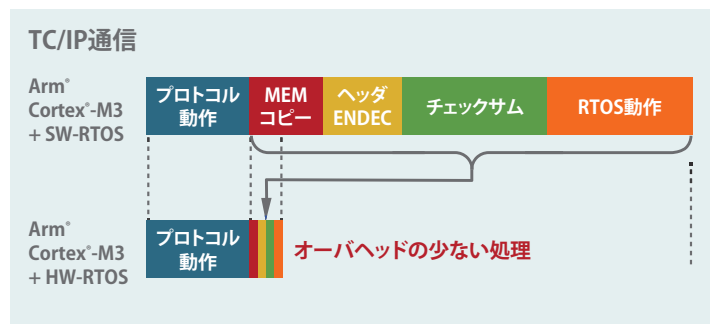 TC/IP通信
Arm®
Cortex®-M3
+ SW-RTOS
プロトコル
動作
MEM
コピー
ヘッダ
ENDEC
チェックサム
RTOS動作
Arm®
Cortex®-M3
+ HW-RTOS
プロトコル
動作
オーバヘッドの少ない処理